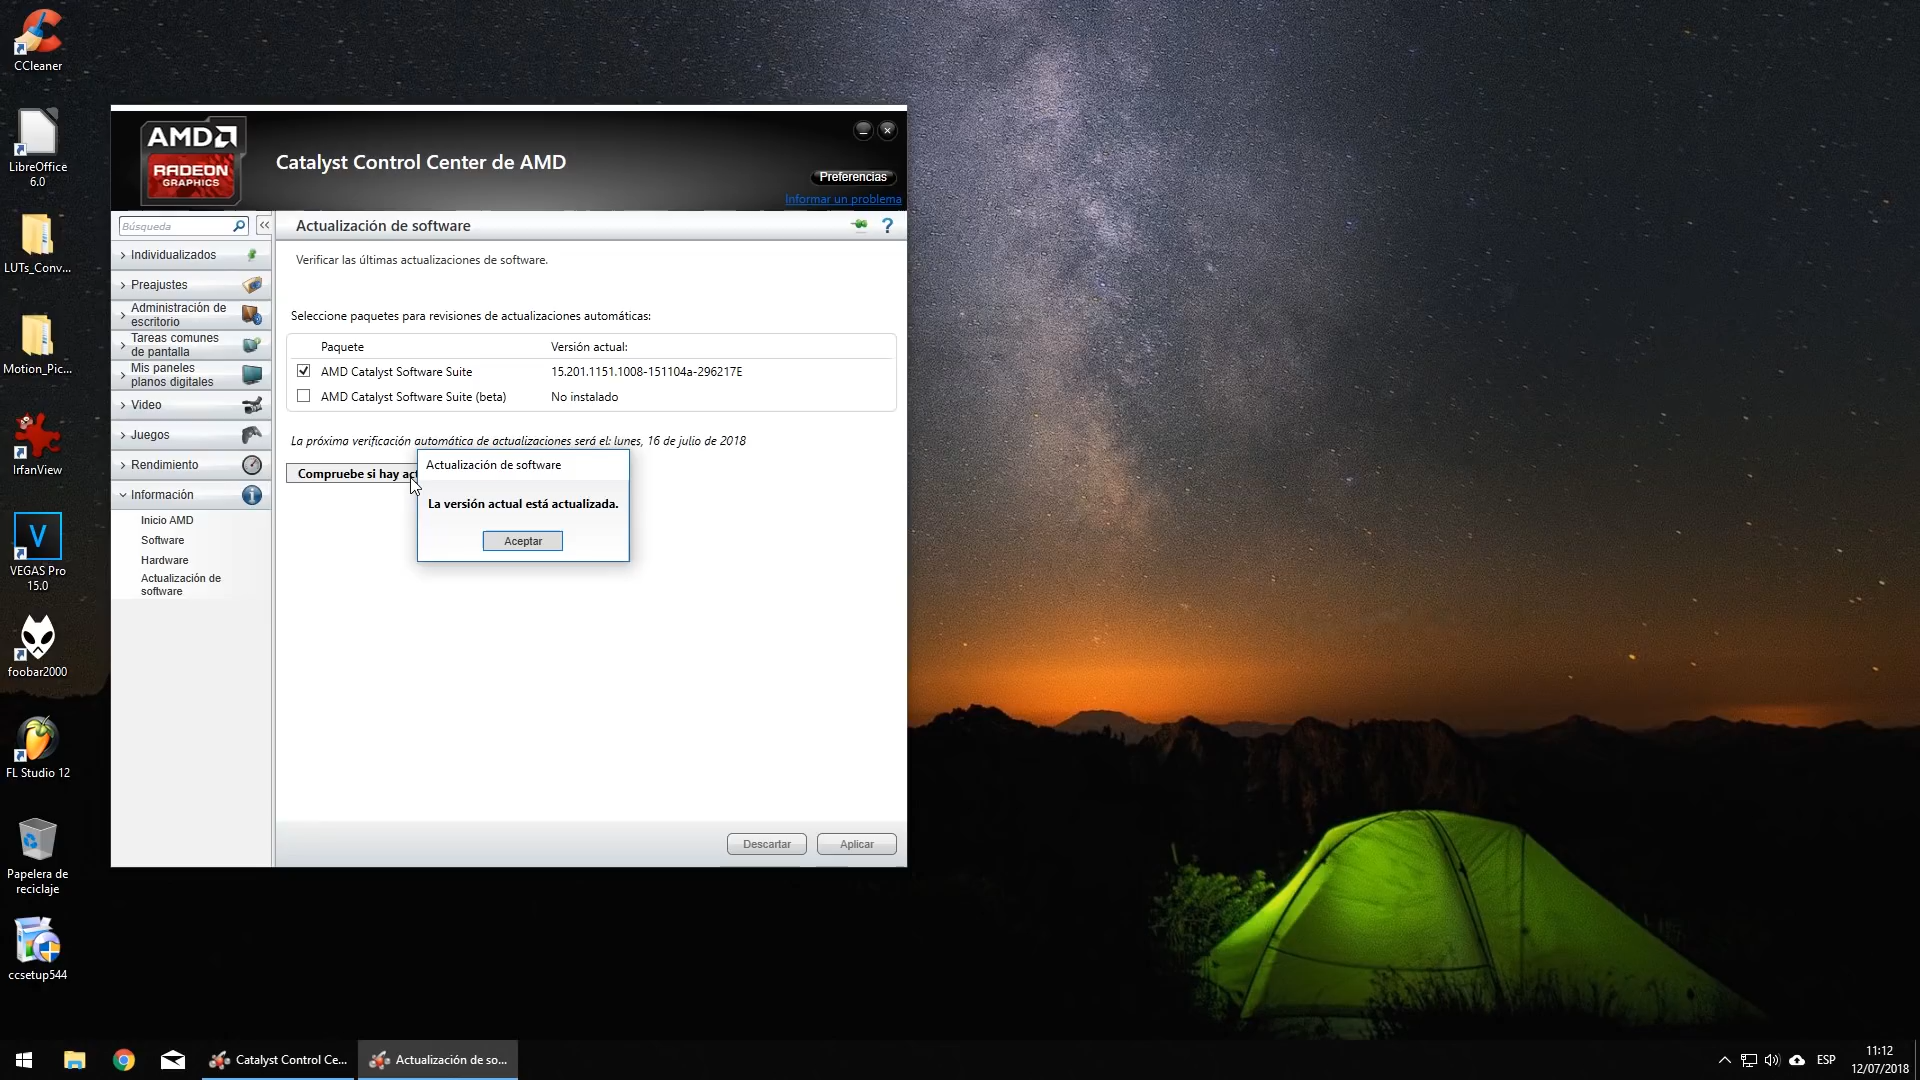 CCleaner
LibreOffice
6.0
LUTs_Conv...
Motion_Pic...
IrfanView
V
VEGAS Pro
15.0
foobar2000
FL Studio 12
Papelera de
reciclaje
ccsetup544
AMD
RADEON
GRAPHICS
Catalyst Control Center de AMD
Preferencias
Informar un problema
Búsqueda
Individualizados
Preajustes
Administración de
escritorio
Tareas comunes
de pantalla
Mis paneles
planos digitales
Video
Juegos
Rendimiento
Información
Inicio AMD
Software
Hardware
Actualización de
software
Actualización de software
?
Verificar las últimas actualizaciones de software.
Seleccione paquetes para revisiones de actualizaciones automáticas:
Paquete Versión actual:
AMD Catalyst Software Suite 15.201.1151.1008-151104a-296217E
AMD Catalyst Software Suite (beta) No instalado
La próxima verificación automática de actualizaciones será el: lunes, 16 de julio de 2018
Compruebe si hay act
Actualización de software
La versión actual está actualizada.
Aceptar
Descartar
Aplicar
Catalyst Control Ce...
Actualización de so...
ESP
11:12
12/07/2018